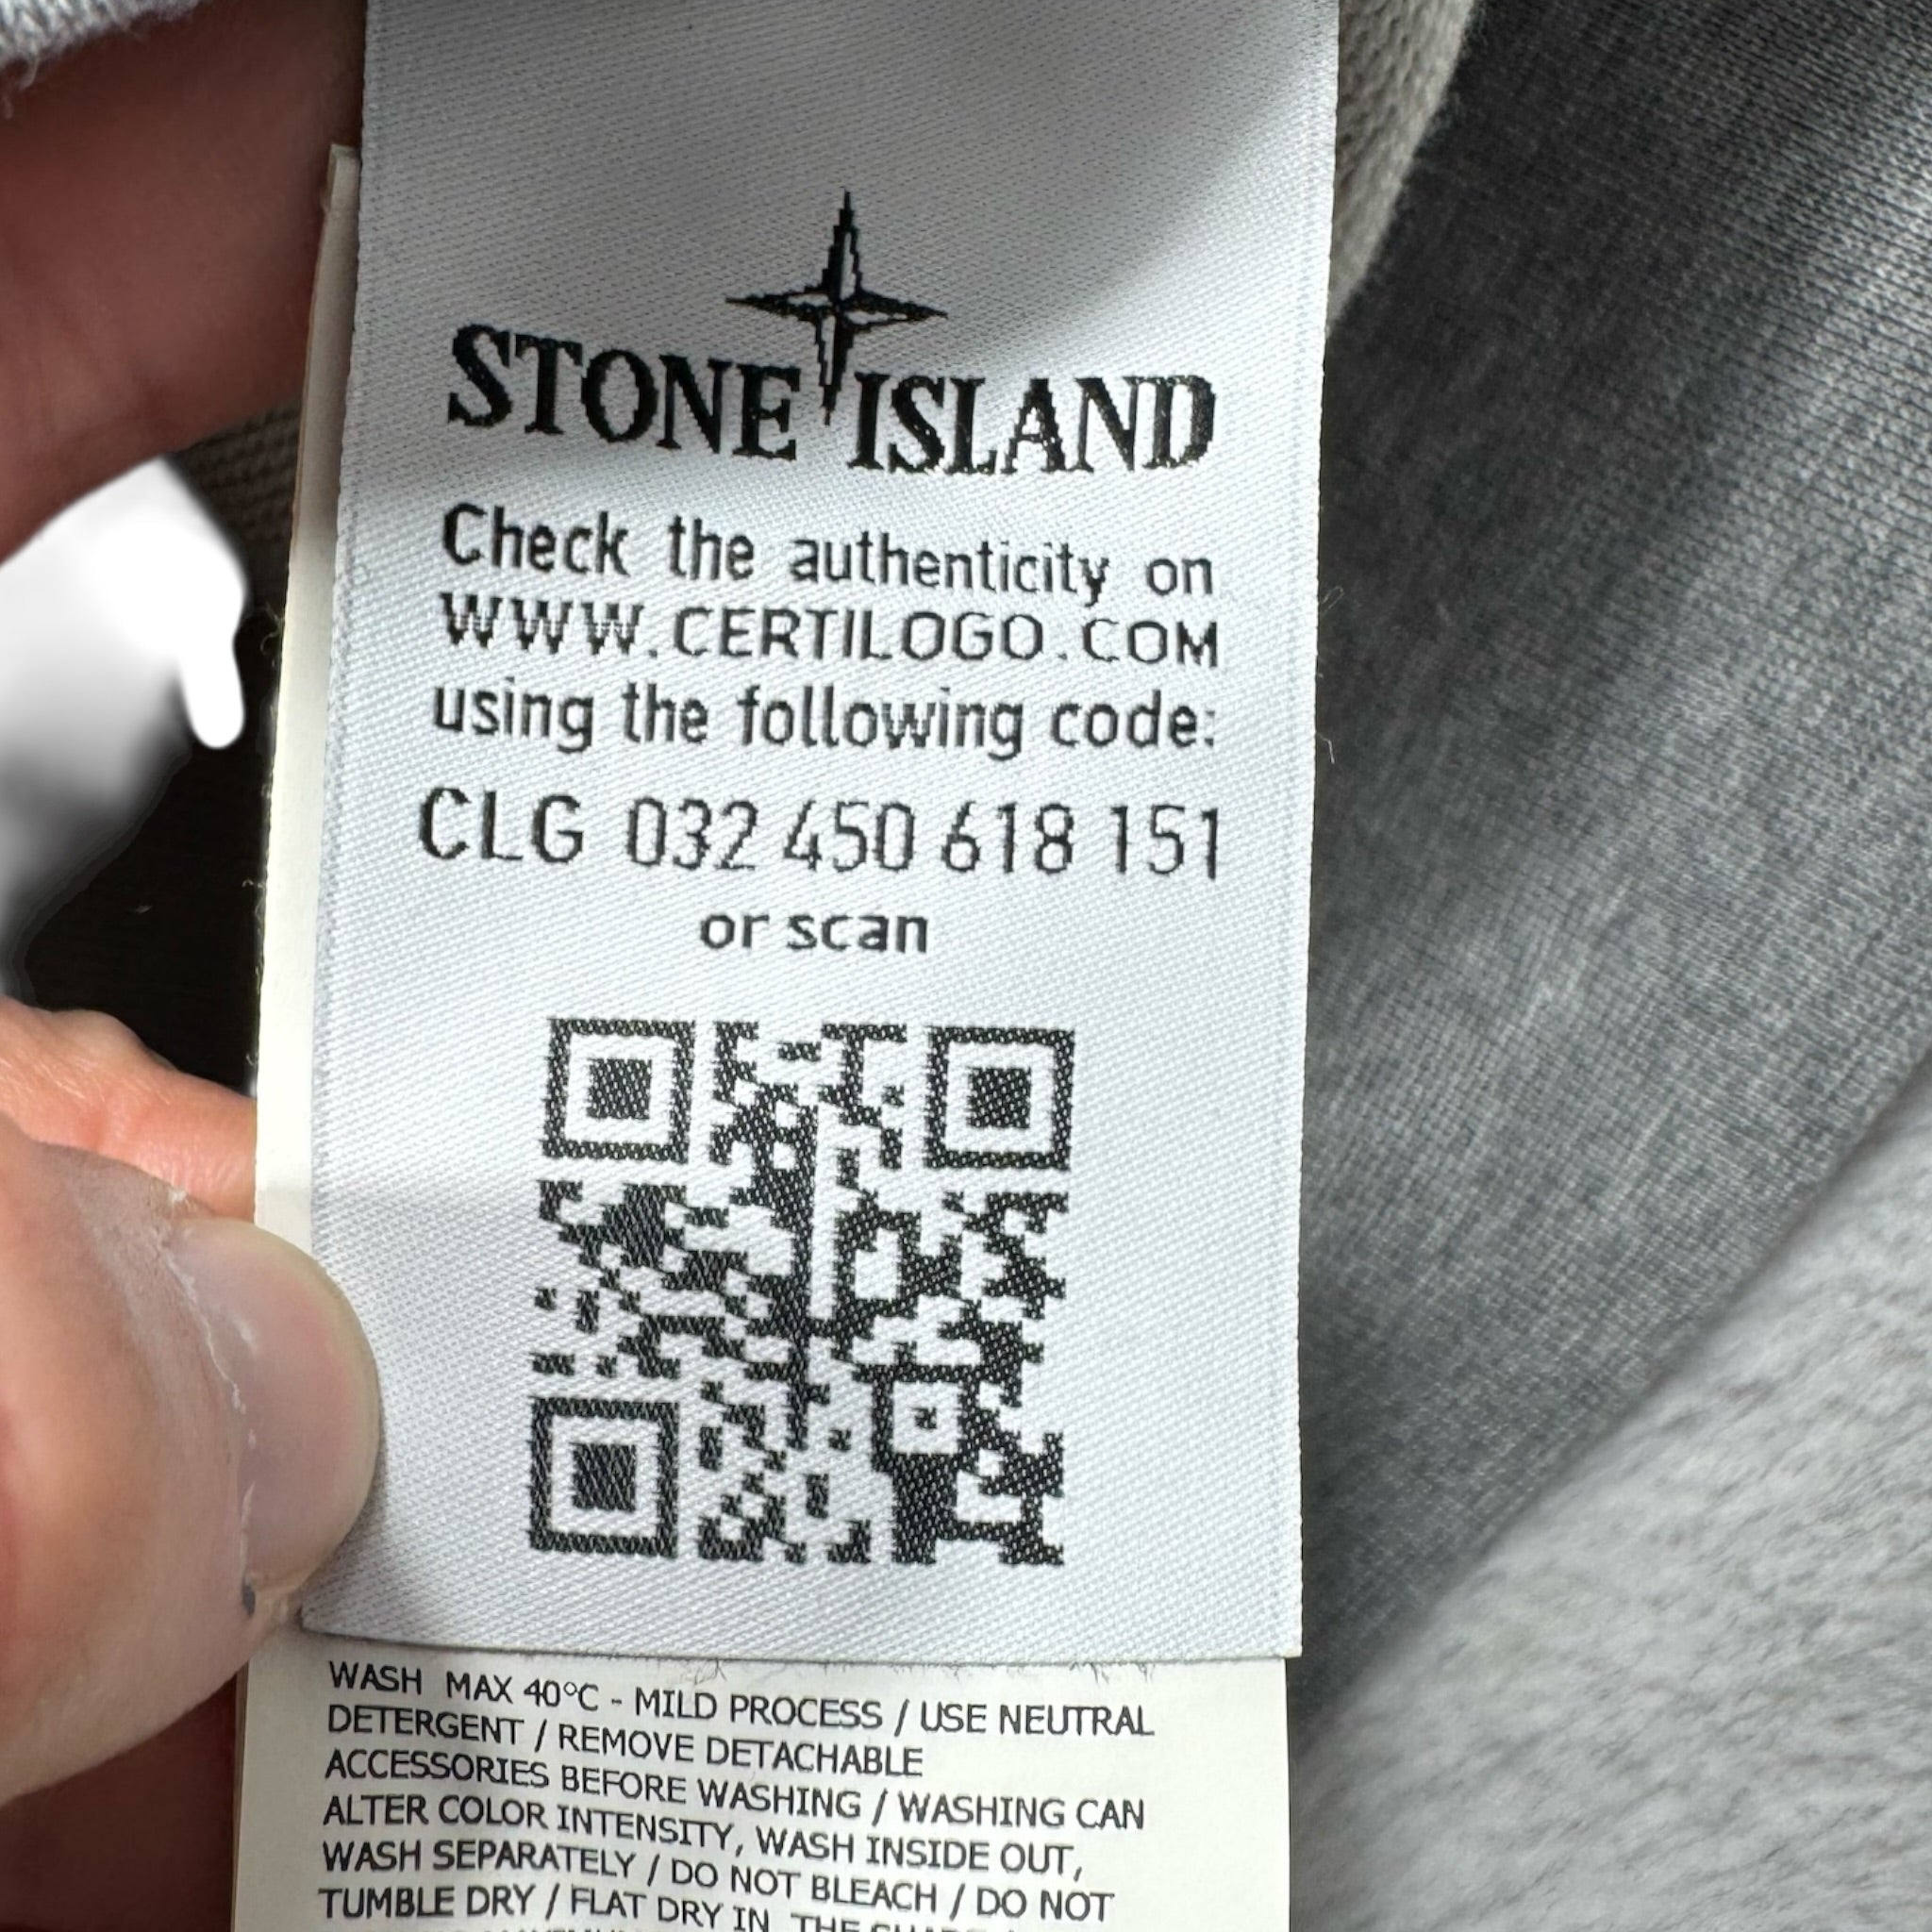 STONE ISLAND
Check the authenticity on
WWW.CERTILOGO.COM
using the following code:
CLG 032 450 618 151
or scan
WASH MAX 40°C - MILD PROCESS / USE NEUTRAL
DETERGENT / REMOVE DETACHABLE
ACCESSORIES BEFORE WASHING / WASHING CAN
ALTER COLOR INTENSITY, WASH INSIDE OUT,
WASH SEPARATELY / DO NOT BLEACH / DO NOT
TUMBLE DRY / FLAT DRY IN THE SHADE